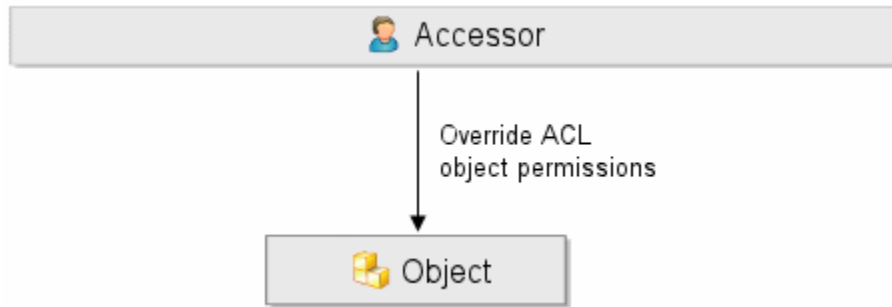 Accessor
Override ACL
object permissions
Object